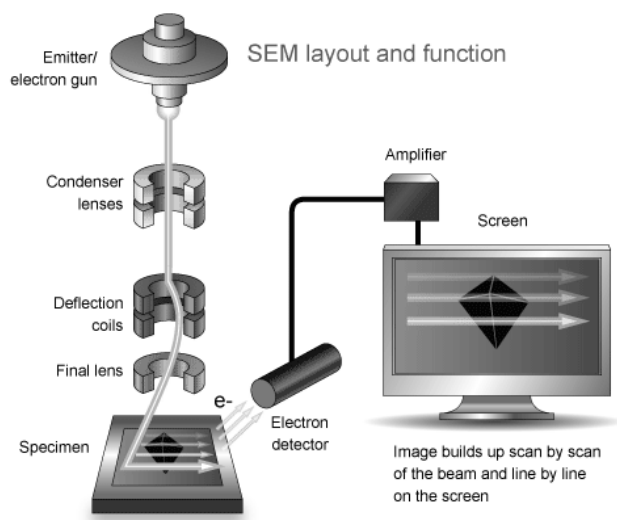 Emitter/
electron gun
SEM layout and function
Condenser
lenses
Amplifier
Screen
Deflection
coils
Final lens
e-
Electron
detector
Specimen
Image builds up scan by scan
of the beam and line by line
on the screen